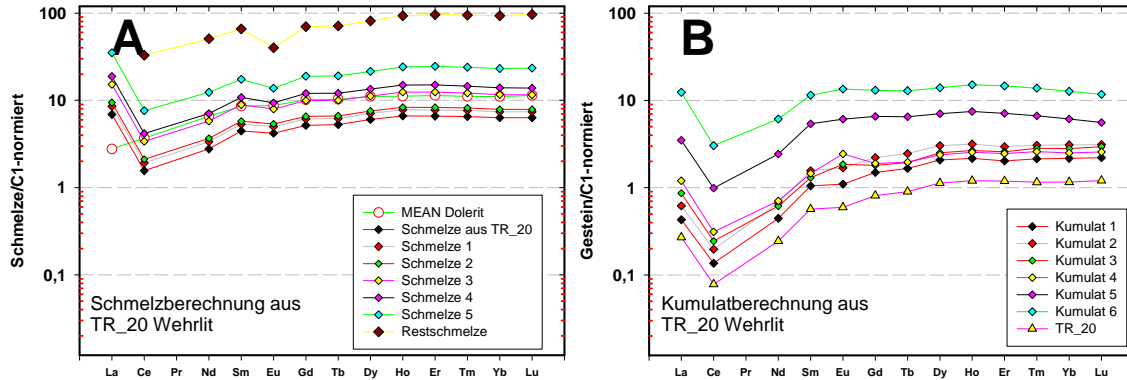 A
Schmelze/C1-normiert
100
10
1
0,1
MEAN Dolerit
Schmelze aus TR_20
Schmelze 1
Schmelze 2
Schmelze 3
Schmelze 4
Schmelze 5
Restschmelze
Schmelzberechnung aus
TR_20 Wehrlit
La Ce Pr Nd Sm Eu Gd Tb Dy Ho Er Tm Yb Lu
B
Gestein/C1-normiert
100
10
1
0,1
Kumulat 1
Kumulat 2
Kumulat 3
Kumulat 4
Kumulat 5
Kumulat 6
TR_20
Kumulatberechnung aus
TR_20 Wehrlit
La Ce Pr Nd Sm Eu Gd Tb Dy Ho Er Tm Yb Lu